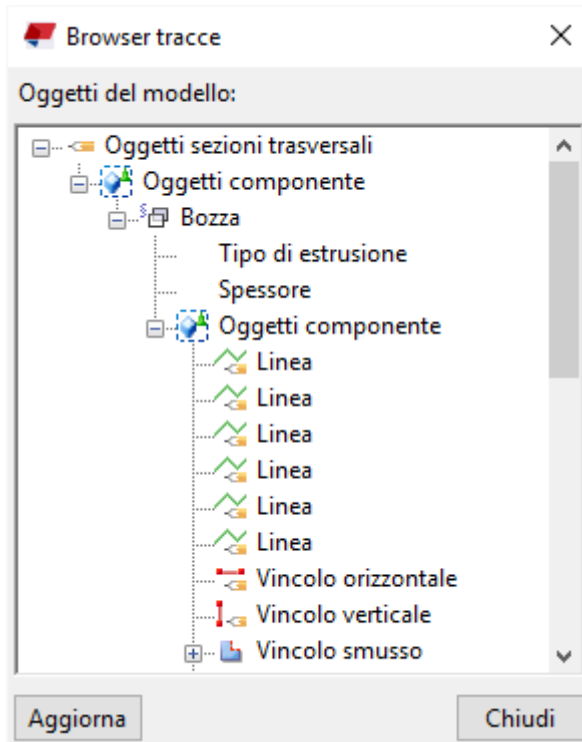 Browser tracce
Oggetti del modello:
Oggetti sezioni trasversali
Oggetti componente
Bozza
Tipo di estrusione
Spessore
Oggetti componente
Linea
Linea
Linea
Linea
Linea
Linea
Vincolo orizzontale
Vincolo verticale
Vincolo smusso
Aggiorna
Chiudi